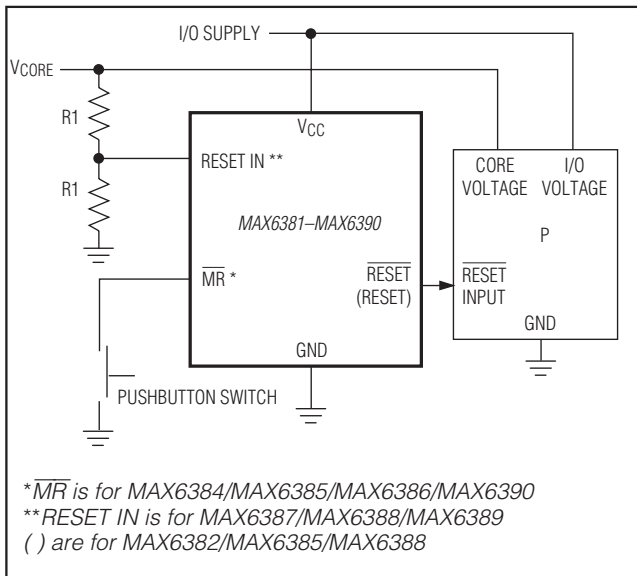 I/O SUPPLY
VCORE
R1
VCC
RESET IN **
CORE VOLTAGE
I/O VOLTAGE
R1
MAX6381–MAX6390
P
MR *
RESET
(RESET)
RESET INPUT
GND
GND
PUSHBUTTON SWITCH
*MR is for MAX6384/MAX6385/MAX6386/MAX6390
**RESET IN is for MAX6387/MAX6388/MAX6389
( ) are for MAX6382/MAX6385/MAX6388